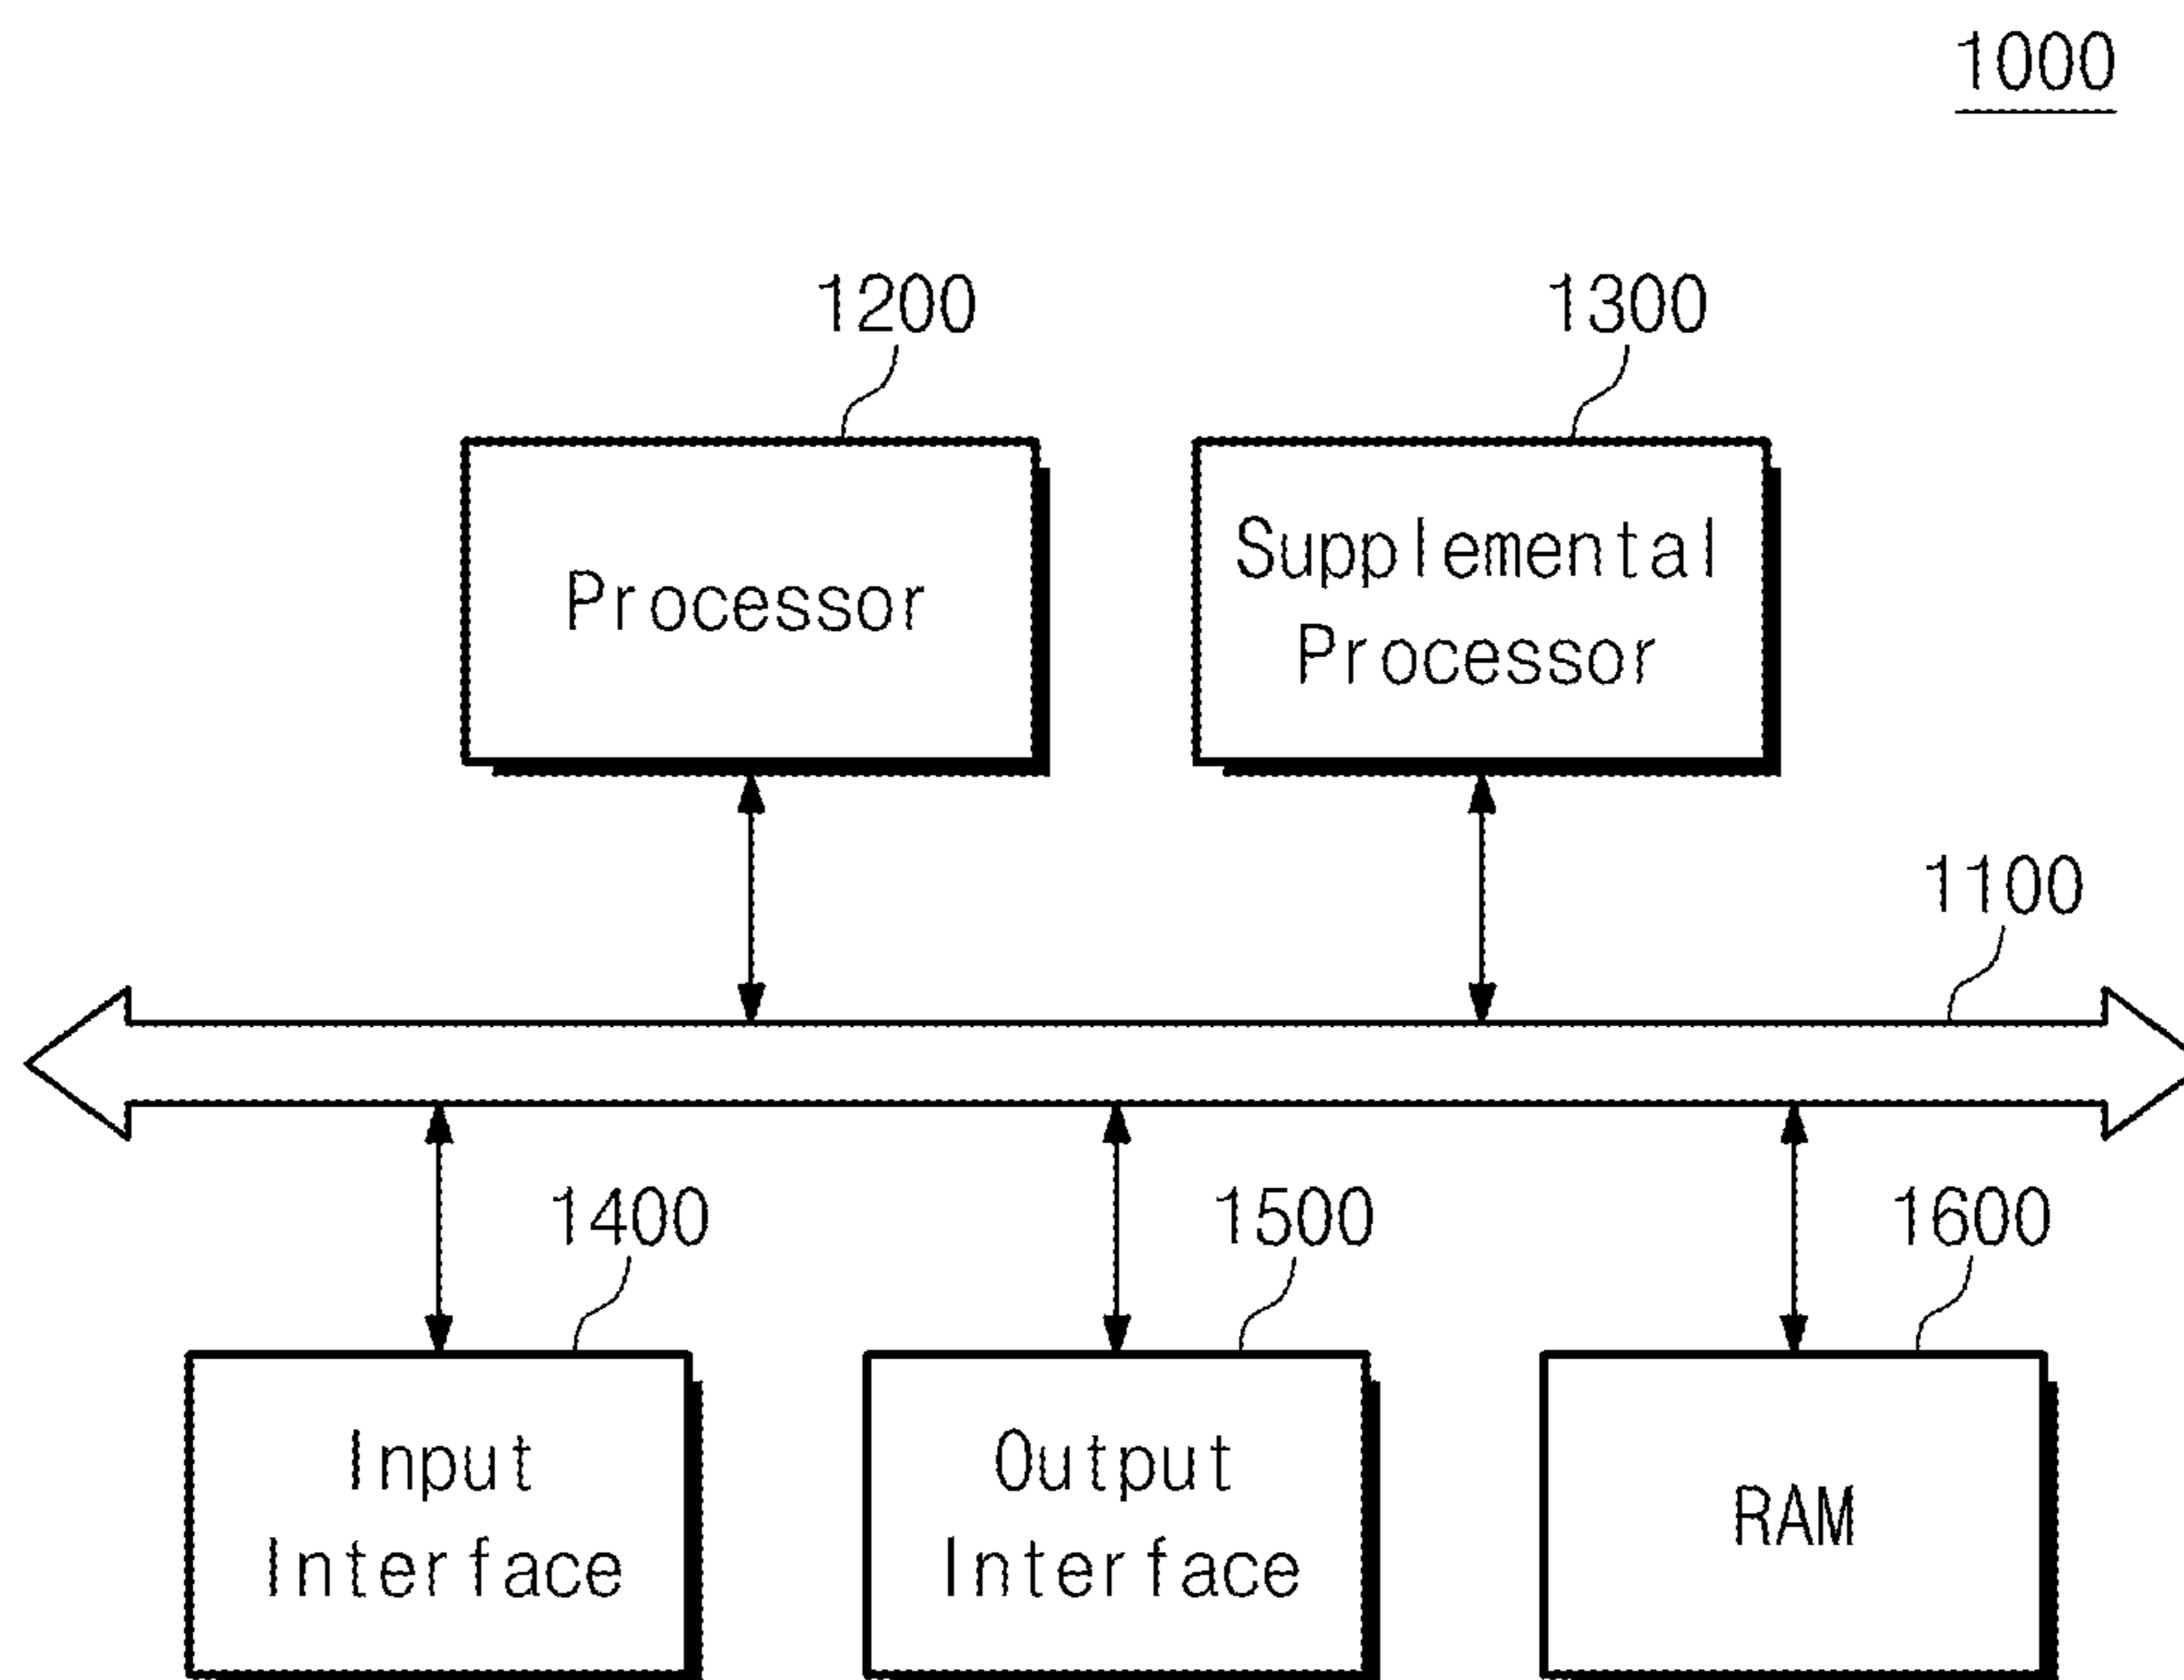 1000
1200
1300
Processor
Supplemental
Processor
1100
1400
1500
1600
Input
Interface
Output
Interface
RAM